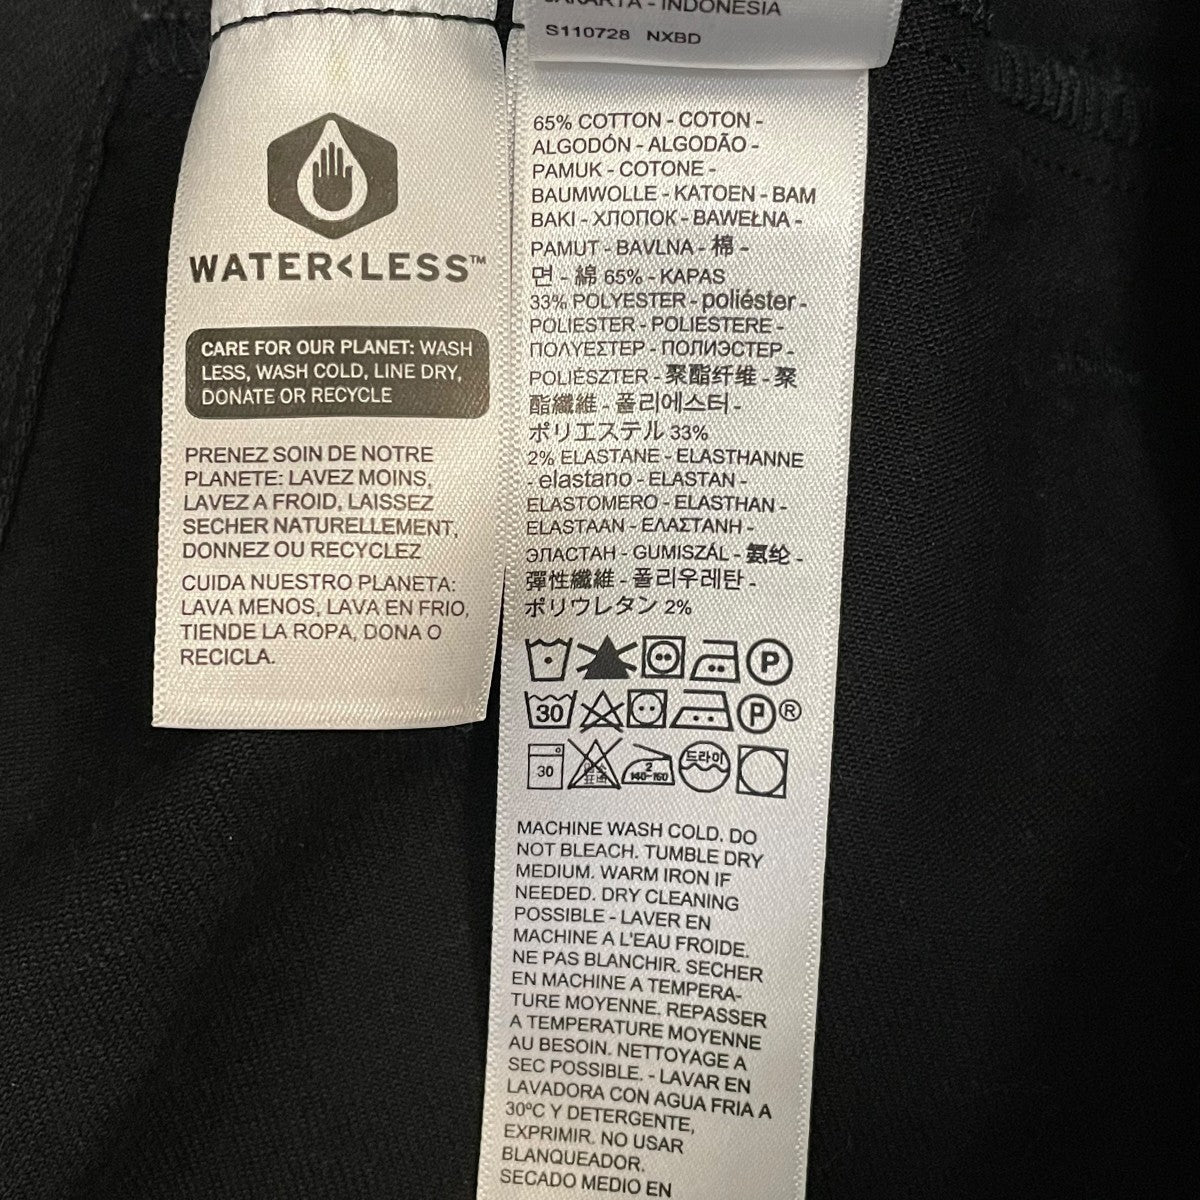 JAKARTA - INDONESIA
S110728 NXBD
WATER<LESS™
CARE FOR OUR PLANET: WASH
LESS, WASH COLD, LINE DRY,
DONATE OR RECYCLE
PRENEZ SOIN DE NOTRE
PLANETE: LAVEZ MOINS,
LAVEZ A FROID, LAISSEZ
SECHER NATURELLEMENT,
DONNEZ OU RECYCLEZ
CUIDA NUESTRO PLANETA:
LAVA MENOS, LAVA EN FRIO,
TIENDE LA ROPA, DONA O
RECICLA.
65% COTTON - COTON -
ALGODÓN - ALGODÃO -
PAMUK - COTONE -
BAUMWOLLE - KATOEN - BAM
BAKI - ХЛОПОК - BAWEŁNA -
PAMUT - BAVLNA - 棉 -
면 - 綿 65% - KAPAS
33% POLYESTER - poliéster -
POLIESTER - POLIESTERE -
ΠΟΛΥΕΣΤΕΡ - ПОЛИЭСТЕР -
POLIÉSZTER - 聚酯纤维 - 聚
酯纖維 - 폴리에스터 -
ポリエステル 33%
2% ELASTANE - ELASTHANNE
- elastano - ELASTAN -
ELASTOMERO - ELASTHAN -
ELASTAAN - ΕΛΑΣΤΑΝΗ -
ЭЛАСТАН - GUMISZÁL - 氨纶 -
彈性纖維 - 폴리우레탄 -
ポリウレタン 2%
P
30 P ®
30 2 140-160 드라이
MACHINE WASH COLD. DO
NOT BLEACH. TUMBLE DRY
MEDIUM. WARM IRON IF
NEEDED. DRY CLEANING
POSSIBLE - LAVER EN
MACHINE A L'EAU FROIDE.
NE PAS BLANCHIR. SECHER
EN MACHINE A TEMPERA-
TURE MOYENNE. REPASSER
A TEMPERATURE MOYENNE
AU BESOIN. NETTOYAGE A
SEC POSSIBLE. - LAVAR EN
LAVADORA CON AGUA FRIA A
30ºC Y DETERGENTE,
EXPRIMIR. NO USAR
BLANQUEADOR.
SECADO MEDIO EN